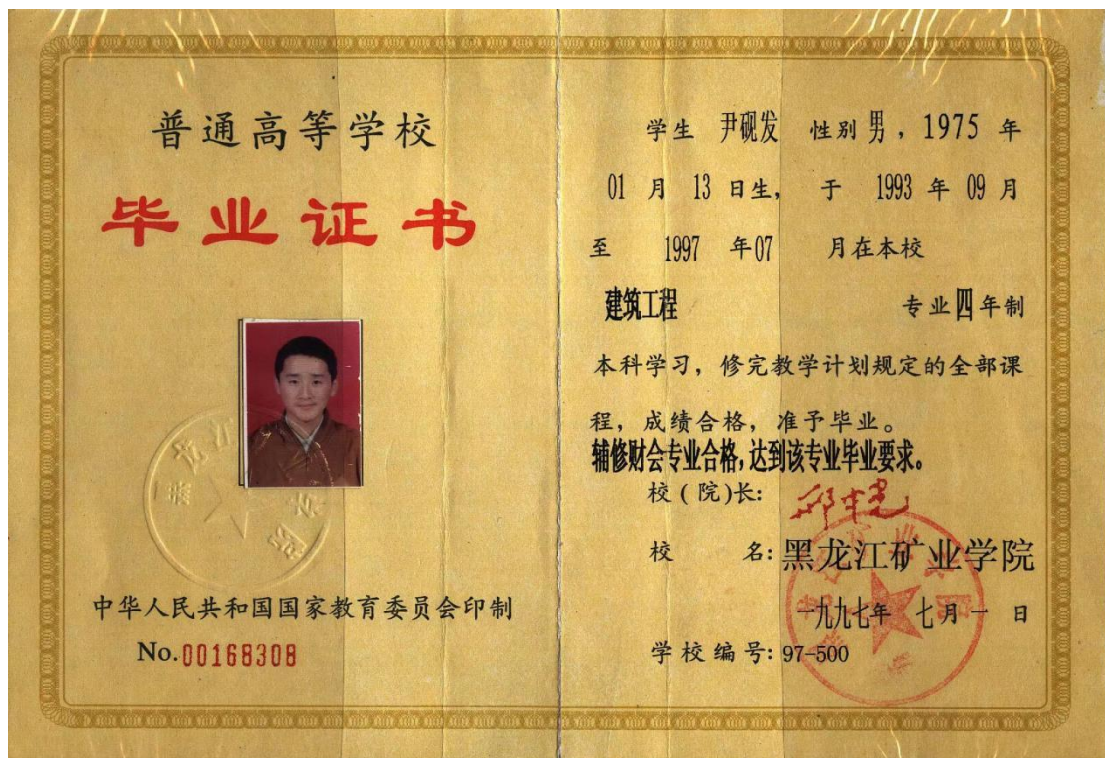 普通高等学校
毕业证书
中华人民共和国国家教育委员会印制
No.00168308
学生 尹砚发 性别 男，1975 年
01 月 13 日生， 于 1993 年 09 月
至 1997 年 07 月在本校
建筑工程 专业 四 年制
本科学习，修完教学计划规定的全部课
程，成绩合格，准予毕业。
辅修财会专业合格，达到该专业毕业要求。
校（院）长：
校 名：黑龙江矿业学院
一九九七年 七月 一 日
学校编号：97-500